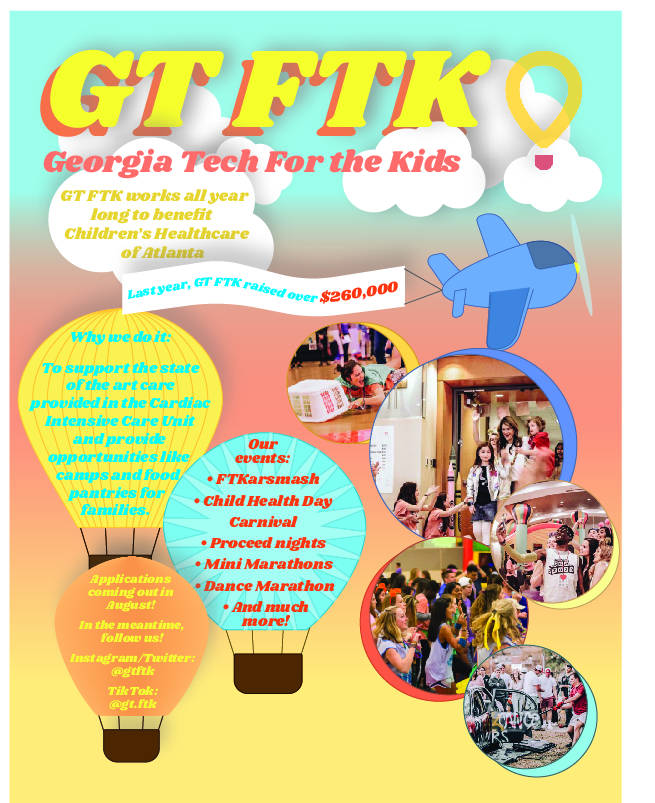 GT FTK
Georgia Tech For the Kids
GT FTK works all year
long to benefit
Children's Healthcare
of Atlanta
Last year, GT FTK raised over $260,000
Why we do it:
To support the state
of the art care
provided in the Cardiac
Intensive Care Unit
and provide
opportunities like
camps and food
pantries for
families.
Our
events:
• FTKarsmash
• Child Health Day
Carnival
• Proceed nights
• Mini Marathons
• Dance Marathon
• And much
more!
Applications
coming out in
August!
In the meantime,
follow us!
Instagram/Twitter:
@gtftk
TikTok:
@gt.ftk